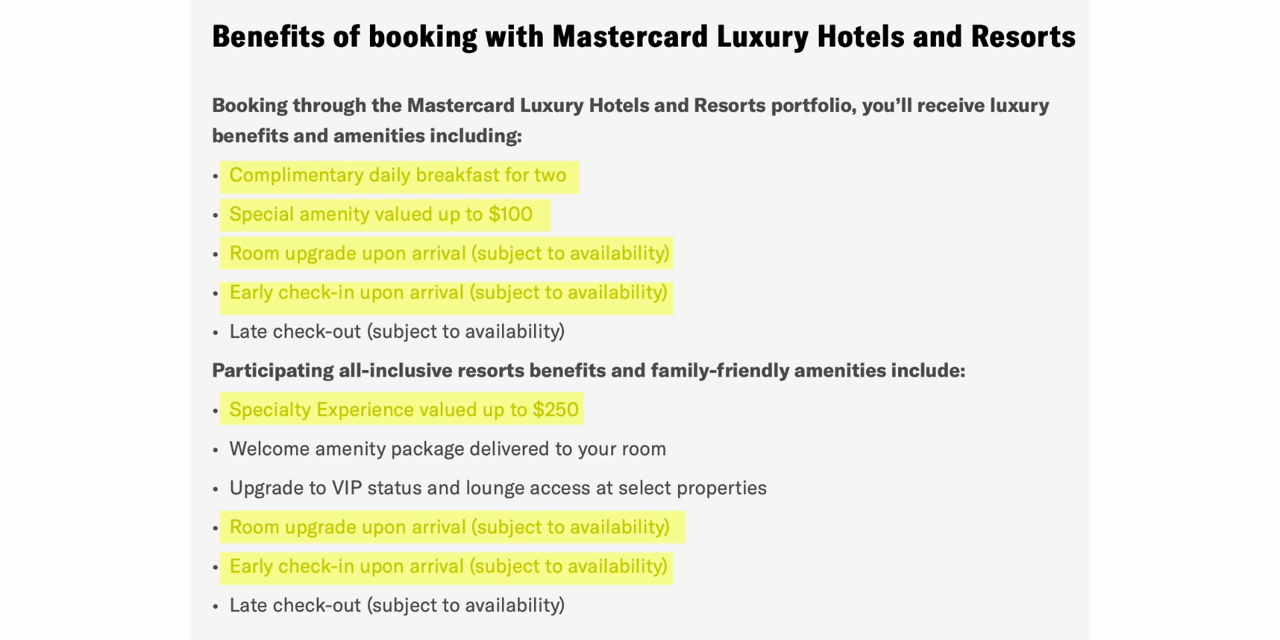 Benefits of booking with Mastercard Luxury Hotels and Resorts
Booking through the Mastercard Luxury Hotels and Resorts portfolio, you’ll receive luxury
benefits and amenities including:
• Complimentary daily breakfast for two
• Special amenity valued up to $100
• Room upgrade upon arrival (subject to availability)
• Early check-in upon arrival (subject to availability)
• Late check-out (subject to availability)
Participating all-inclusive resorts benefits and family-friendly amenities include:
• Specialty Experience valued up to $250
• Welcome amenity package delivered to your room
• Upgrade to VIP status and lounge access at select properties
• Room upgrade upon arrival (subject to availability)
• Early check-in upon arrival (subject to availability)
• Late check-out (subject to availability)